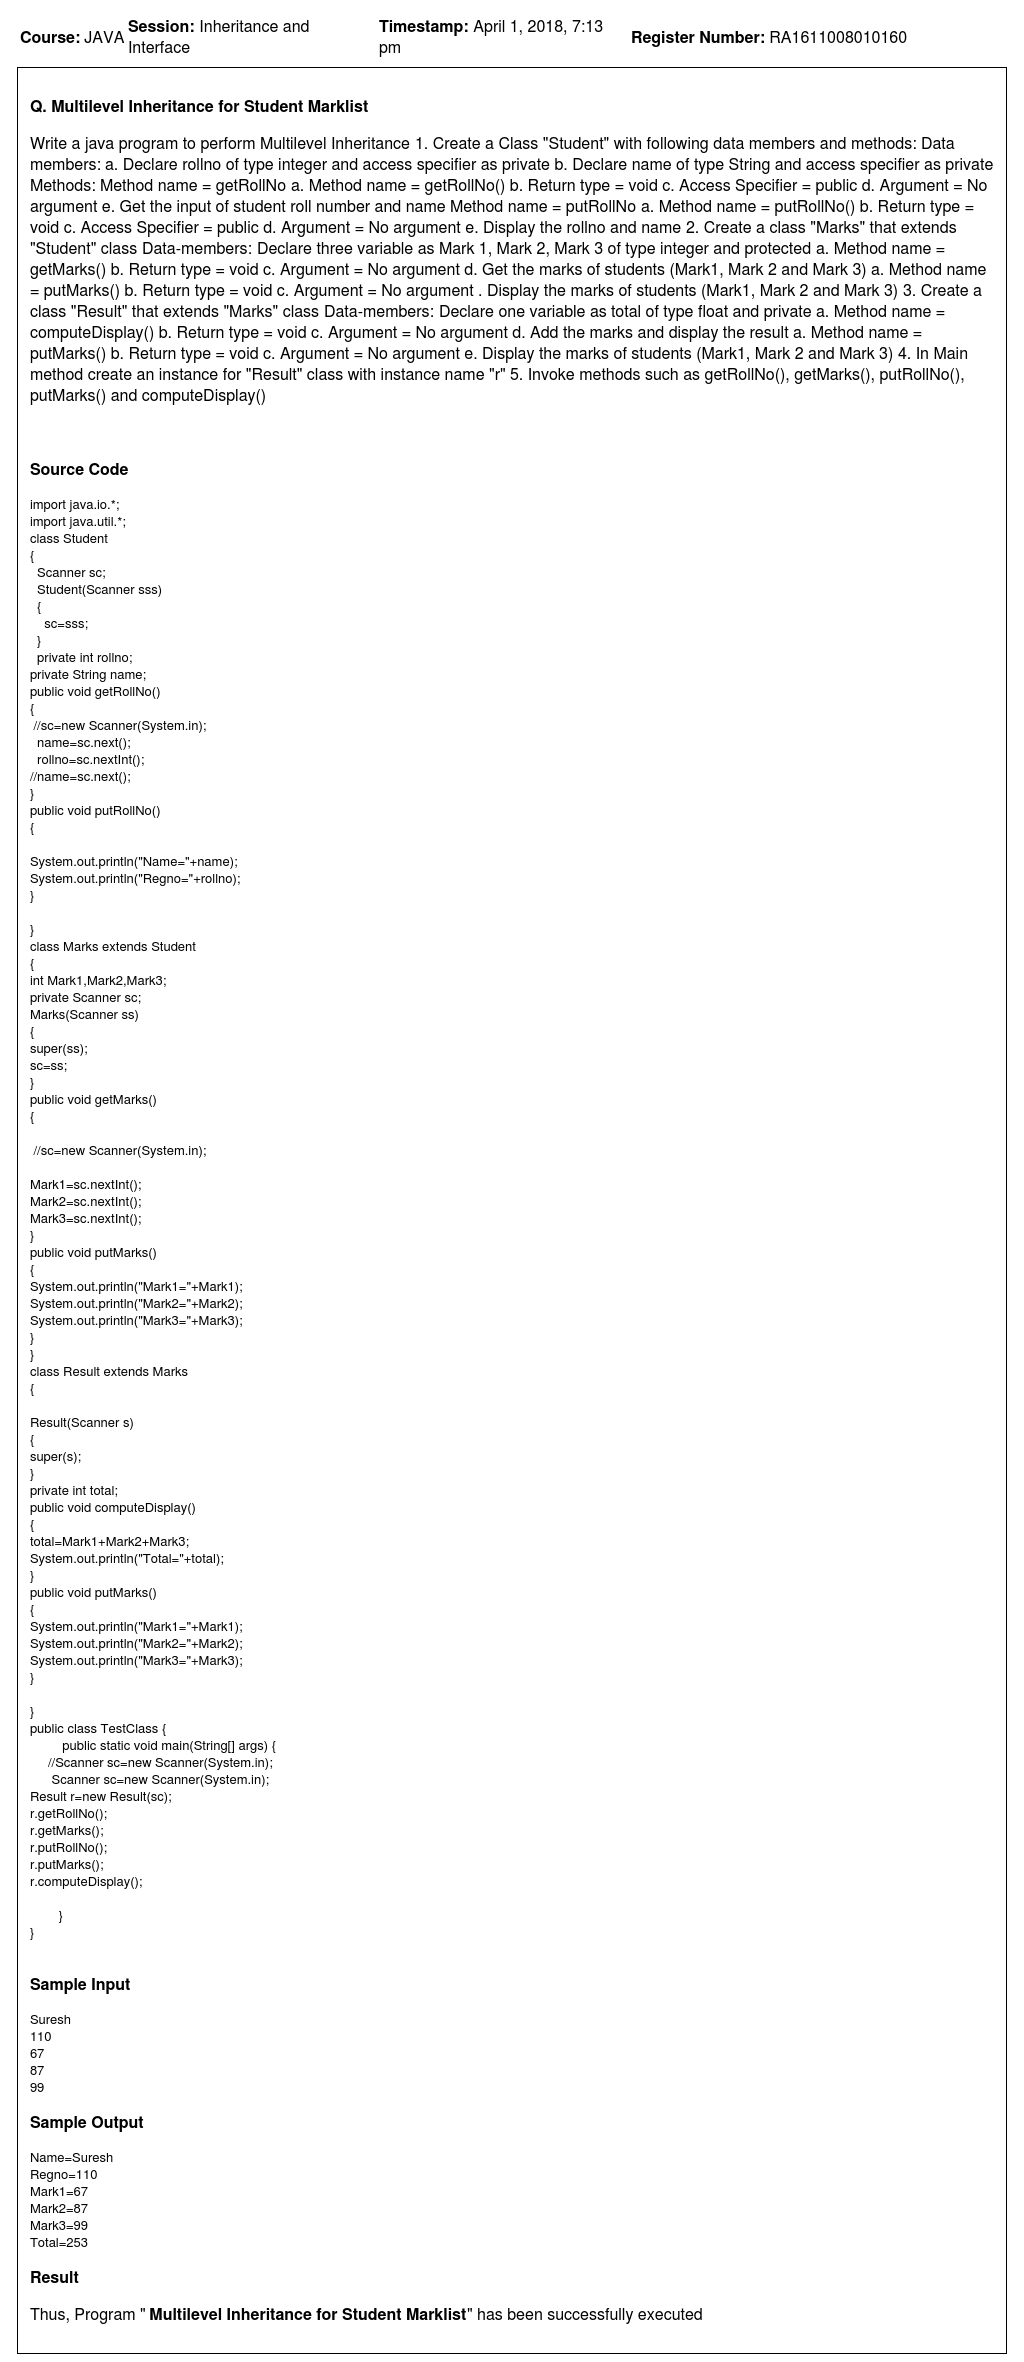 Course: JAVA Session: Inheritance and Interface Timestamp: April 1, 2018, 7:13 pm Register Number: RA1611008010160
Q. Multilevel Inheritance for Student Marklist
Write a java program to perform Multilevel Inheritance 1. Create a Class "Student" with following data members and methods: Data
members: a. Declare rollno of type integer and access specifier as private b. Declare name of type String and access specifier as private
Methods: Method name = getRollNo a. Method name = getRollNo() b. Return type = void c. Access Specifier = public d. Argument = No
argument e. Get the input of student roll number and name Method name = putRollNo a. Method name = putRollNo() b. Return type =
void c. Access Specifier = public d. Argument = No argument e. Display the rollno and name 2. Create a class "Marks" that extends
"Student" class Data-members: Declare three variable as Mark 1, Mark 2, Mark 3 of type integer and protected a. Method name =
getMarks() b. Return type = void c. Argument = No argument d. Get the marks of students (Mark1, Mark 2 and Mark 3) a. Method name
= putMarks() b. Return type = void c. Argument = No argument . Display the marks of students (Mark1, Mark 2 and Mark 3) 3. Create a
class "Result" that extends "Marks" class Data-members: Declare one variable as total of type float and private a. Method name =
computeDisplay() b. Return type = void c. Argument = No argument d. Add the marks and display the result a. Method name =
putMarks() b. Return type = void c. Argument = No argument e. Display the marks of students (Mark1, Mark 2 and Mark 3) 4. In Main
method create an instance for "Result" class with instance name "r" 5. Invoke methods such as getRollNo(), getMarks(), putRollNo(),
putMarks() and computeDisplay()
Source Code
import java.io.*;
import java.util.*;
class Student
{
Scanner sc;
Student(Scanner sss)
{
sc=sss;
}
private int rollno;
private String name;
public void getRollNo()
{
//sc=new Scanner(System.in);
name=sc.next();
rollno=sc.nextInt();
//name=sc.next();
}
public void putRollNo()
{
System.out.println("Name="+name);
System.out.println("Regno="+rollno);
}
}
class Marks extends Student
{
int Mark1,Mark2,Mark3;
private Scanner sc;
Marks(Scanner ss)
{
super(ss);
sc=ss;
}
public void getMarks()
{
//sc=new Scanner(System.in);
Mark1=sc.nextInt();
Mark2=sc.nextInt();
Mark3=sc.nextInt();
}
public void putMarks()
{
System.out.println("Mark1="+Mark1);
System.out.println("Mark2="+Mark2);
System.out.println("Mark3="+Mark3);
}
}
class Result extends Marks
{
Result(Scanner s)
{
super(s);
}
private int total;
public void computeDisplay()
{
total=Mark1+Mark2+Mark3;
System.out.println("Total="+total);
}
public void putMarks()
{
System.out.println("Mark1="+Mark1);
System.out.println("Mark2="+Mark2);
System.out.println("Mark3="+Mark3);
}
}
public class TestClass {
public static void main(String[] args) {
//Scanner sc=new Scanner(System.in);
Scanner sc=new Scanner(System.in);
Result r=new Result(sc);
r.getRollNo();
r.getMarks();
r.putRollNo();
r.putMarks();
r.computeDisplay();
}
}
Sample Input
Suresh
110
67
87
99
Sample Output
Name=Suresh
Regno=110
Mark1=67
Mark2=87
Mark3=99
Total=253
Result
Thus, Program " Multilevel Inheritance for Student Marklist" has been successfully executed